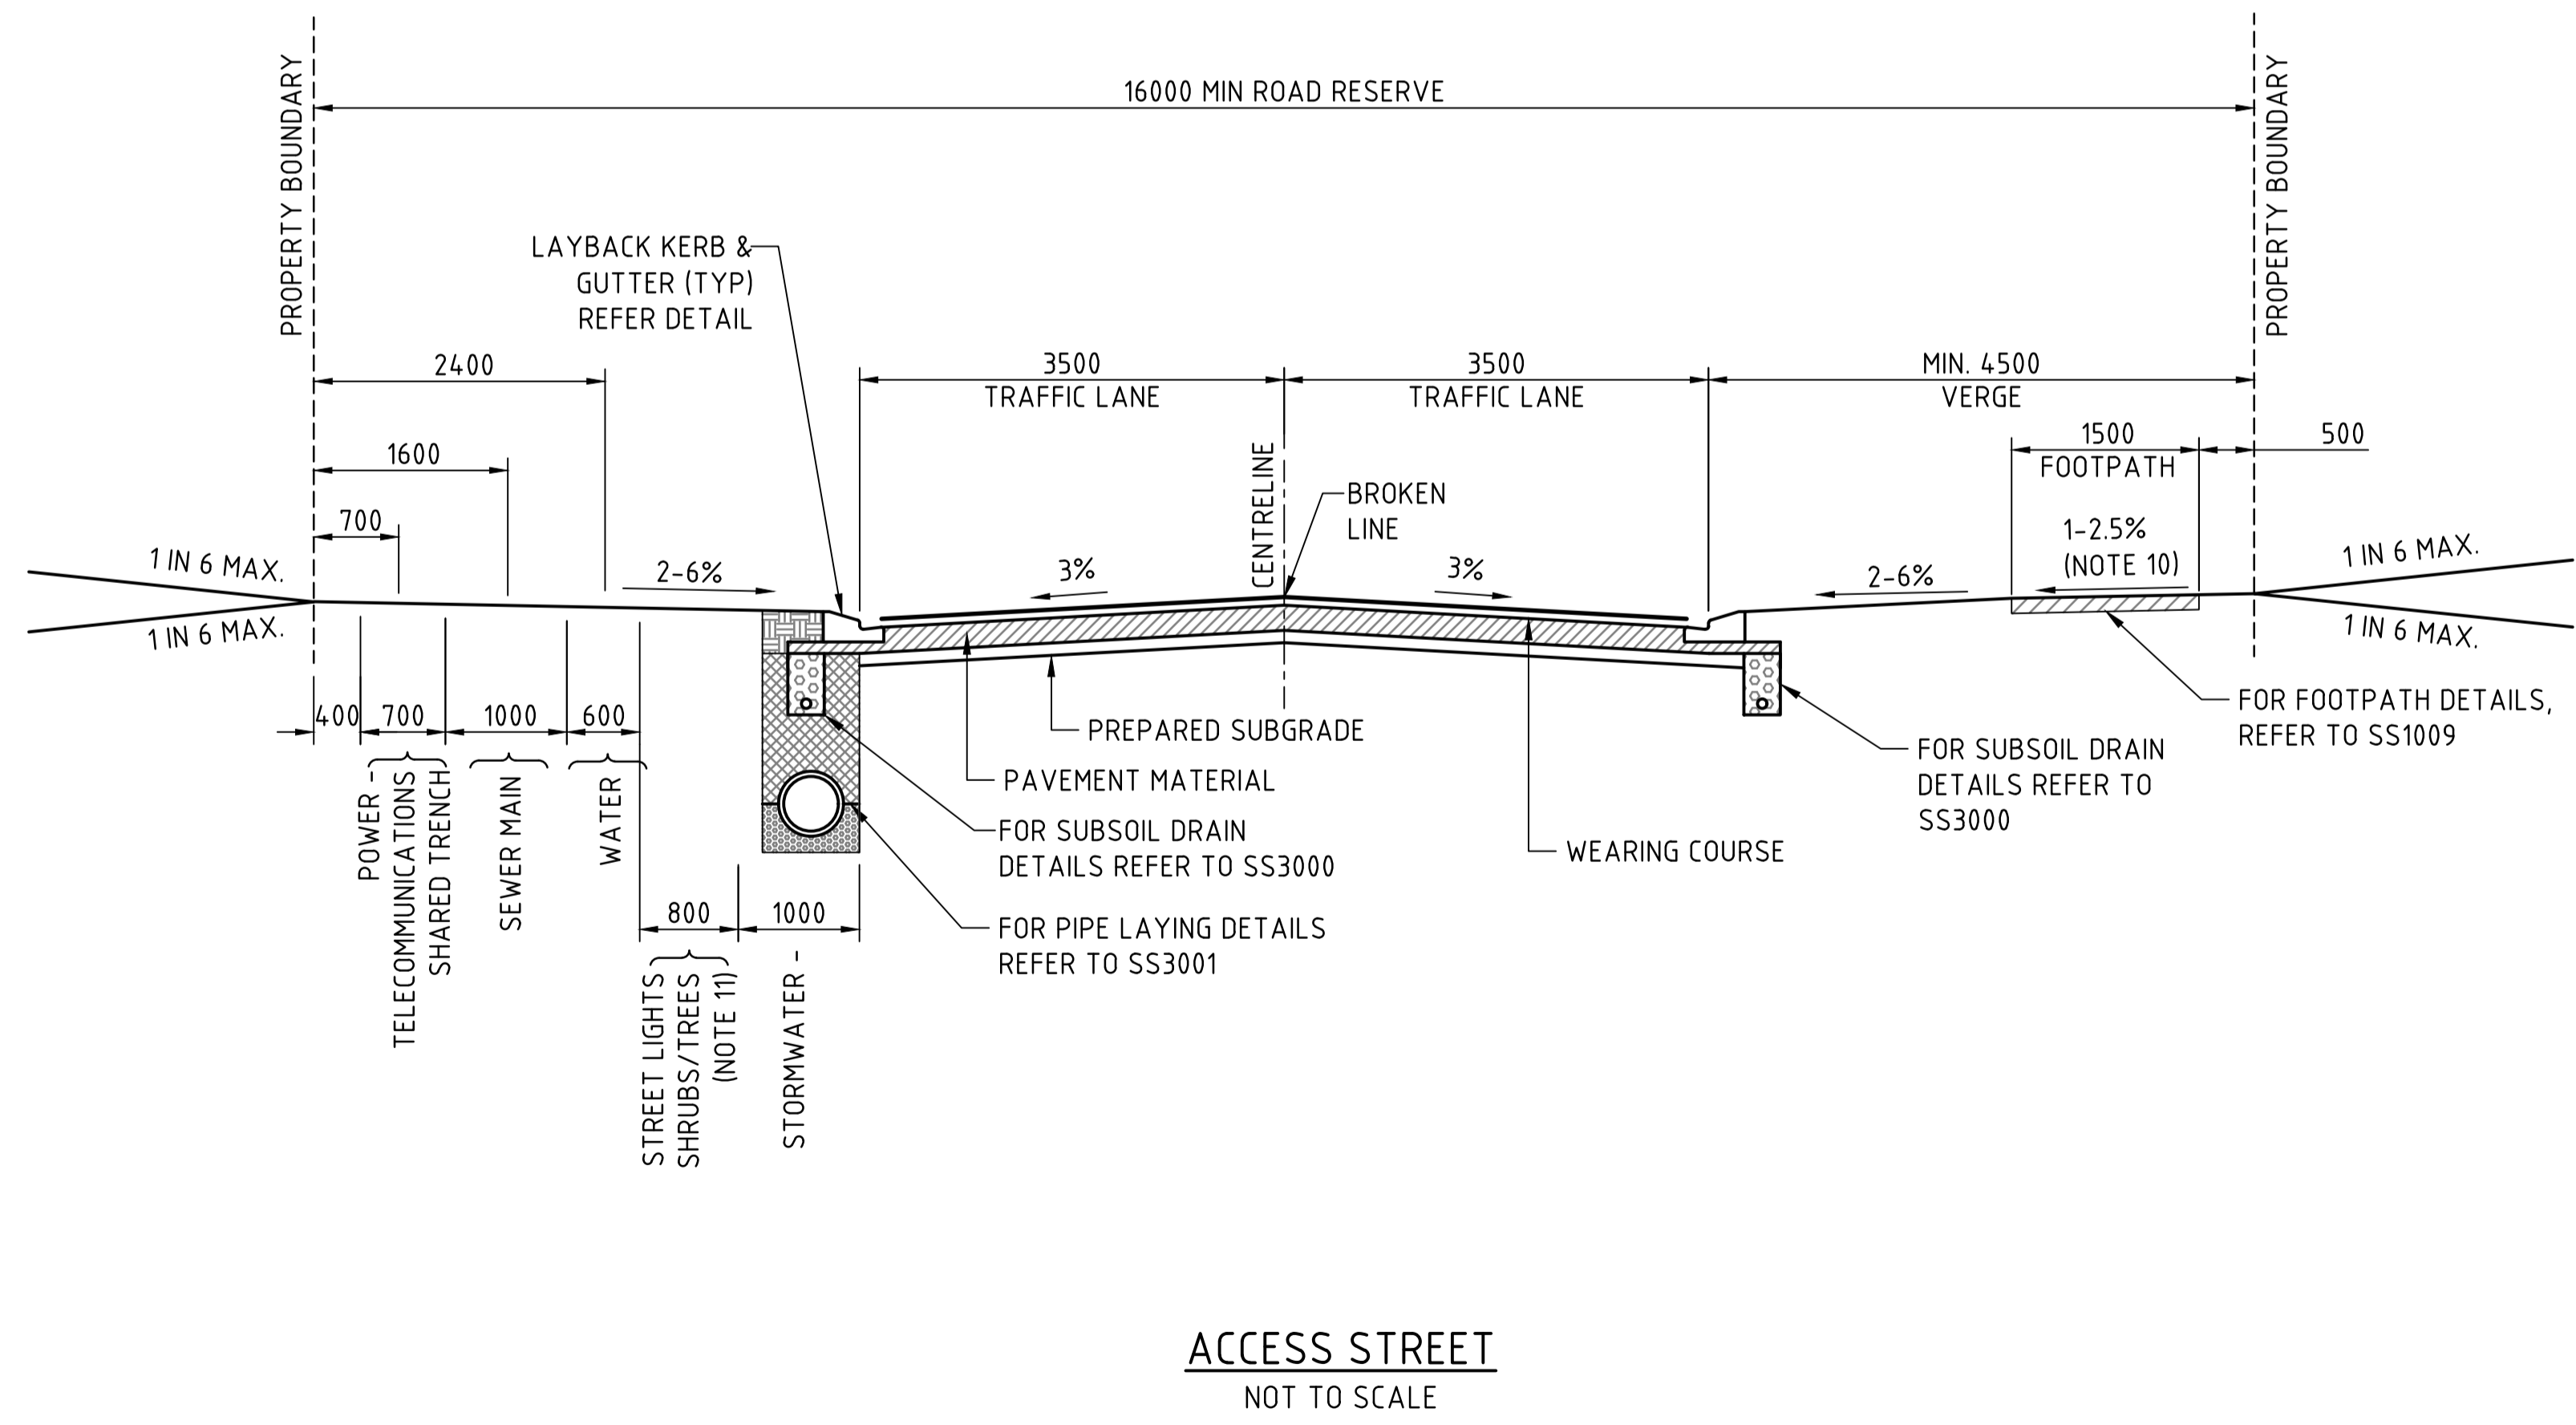 16000 MIN ROAD RESERVE
PROPERTY BOUNDARY
PROPERTY BOUNDARY
LAYBACK KERB &
GUTTER (TYP)
REFER DETAIL
2400
3500
TRAFFIC LANE
3500
TRAFFIC LANE
MIN. 4500
VERGE
1600
1500
FOOTPATH
500
700
CENTRELINE
BROKEN
LINE
1-2.5%
(NOTE 10)
1 IN 6 MAX.
1 IN 6 MAX.
2-6%
3%
3%
2-6%
1 IN 6 MAX.
1 IN 6 MAX.
400
700
1000
600
PREPARED SUBGRADE
PAVEMENT MATERIAL
FOR SUBSOIL DRAIN
DETAILS REFER TO SS3000
WEARING COURSE
FOR SUBSOIL DRAIN
DETAILS REFER TO
SS3000
FOR FOOTPATH DETAILS,
REFER TO SS1009
POWER -
TELECOMMUNICATIONS
SHARED TRENCH
SEWER MAIN
WATER
800
1000
FOR PIPE LAYING DETAILS
REFER TO SS3001
STREET LIGHTS
SHRUBS/TREES
(NOTE 11)
STORMWATER -
ACCESS STREET
NOT TO SCALE